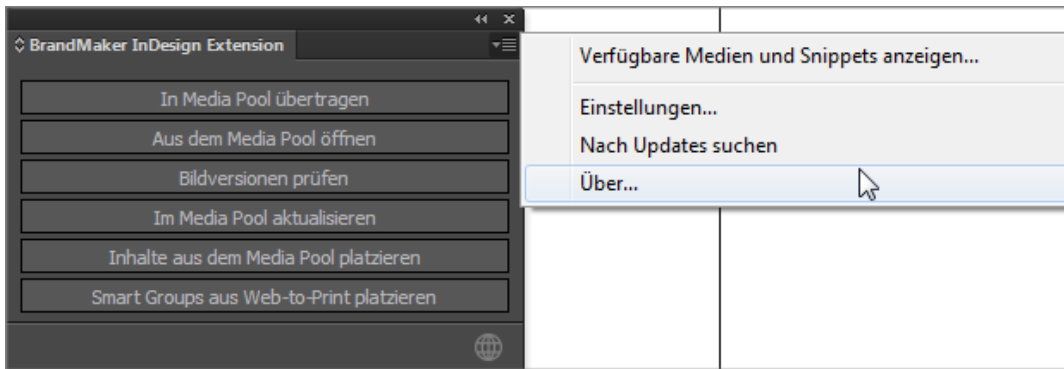 BrandMaker InDesign Extension
In Media Pool übertragen
Aus dem Media Pool öffnen
Bildversionen prüfen
Im Media Pool aktualisieren
Inhalte aus dem Media Pool platzieren
Smart Groups aus Web-to-Print platzieren
Verfügbare Medien und Snippets anzeigen...
Einstellungen...
Nach Updates suchen
Über...